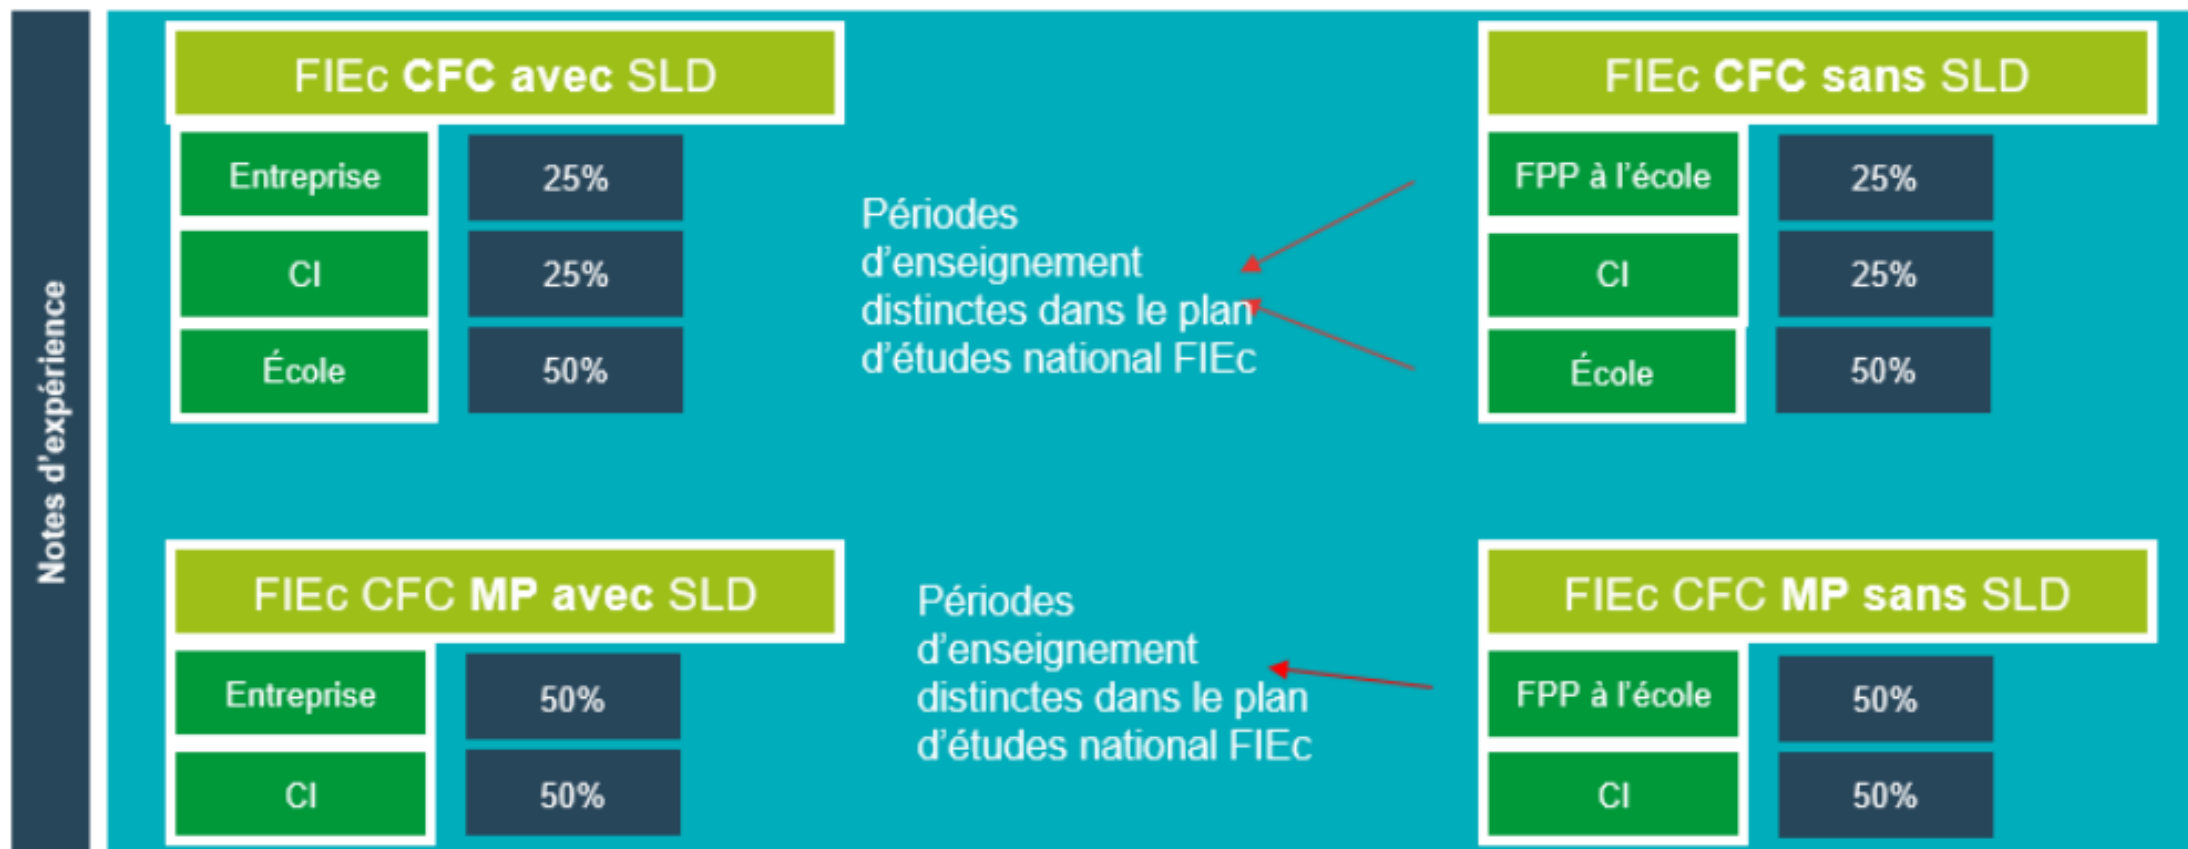 Notes d'expérience
FIEc CFC avec SLD
Entreprise 25%
CI 25%
École 50%
Périodes
d'enseignement
distinctes dans le plan
d'études national FIEc
FIEc CFC sans SLD
FPP à l'école 25%
CI 25%
École 50%
FIEc CFC MP avec SLD
Entreprise 50%
CI 50%
Périodes
d'enseignement
distinctes dans le plan
d'études national FIEc
FIEc CFC MP sans SLD
FPP à l'école 50%
CI 50%